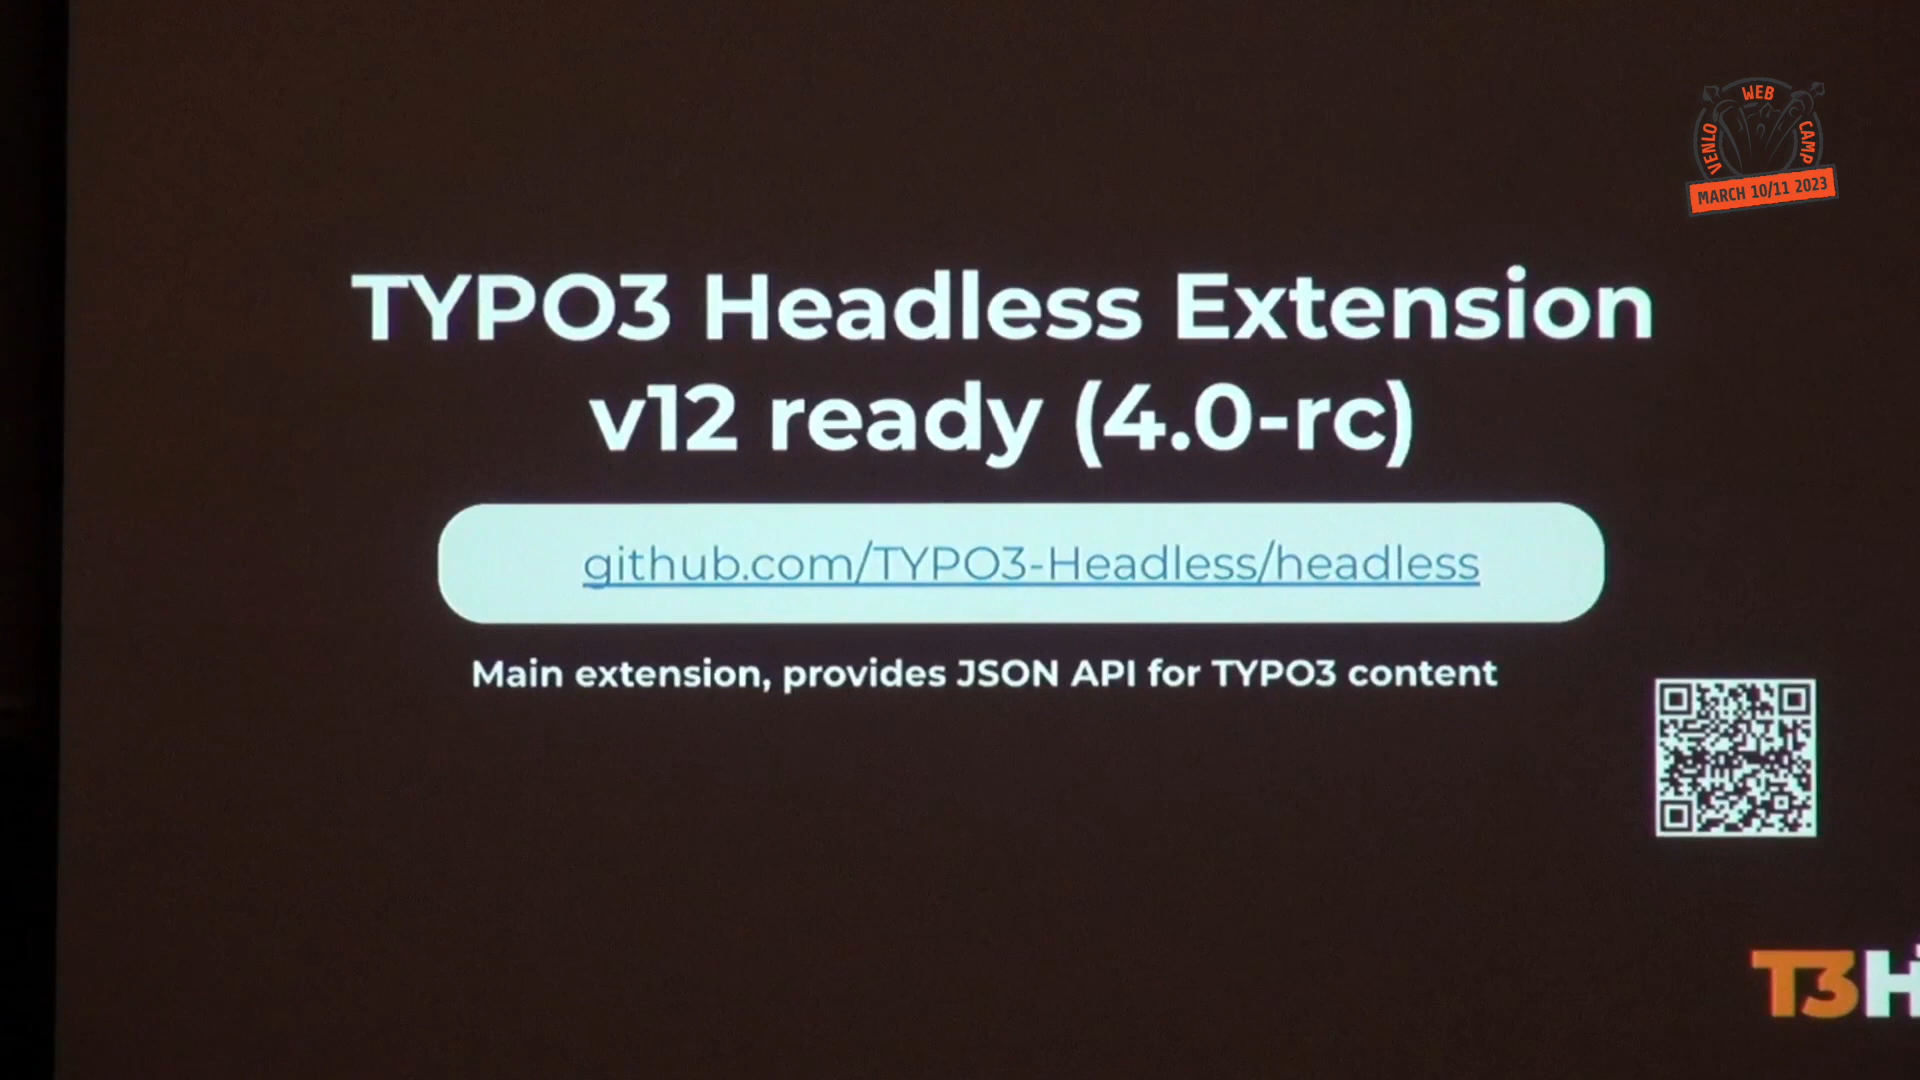 WEB
VENLO
CAMP
MARCH 10/11 2023
TYPO3 Headless Extension
v12 ready (4.0-rc)
github.com/TYPO3-Headless/headless
Main extension, provides JSON API for TYPO3 content
T3H